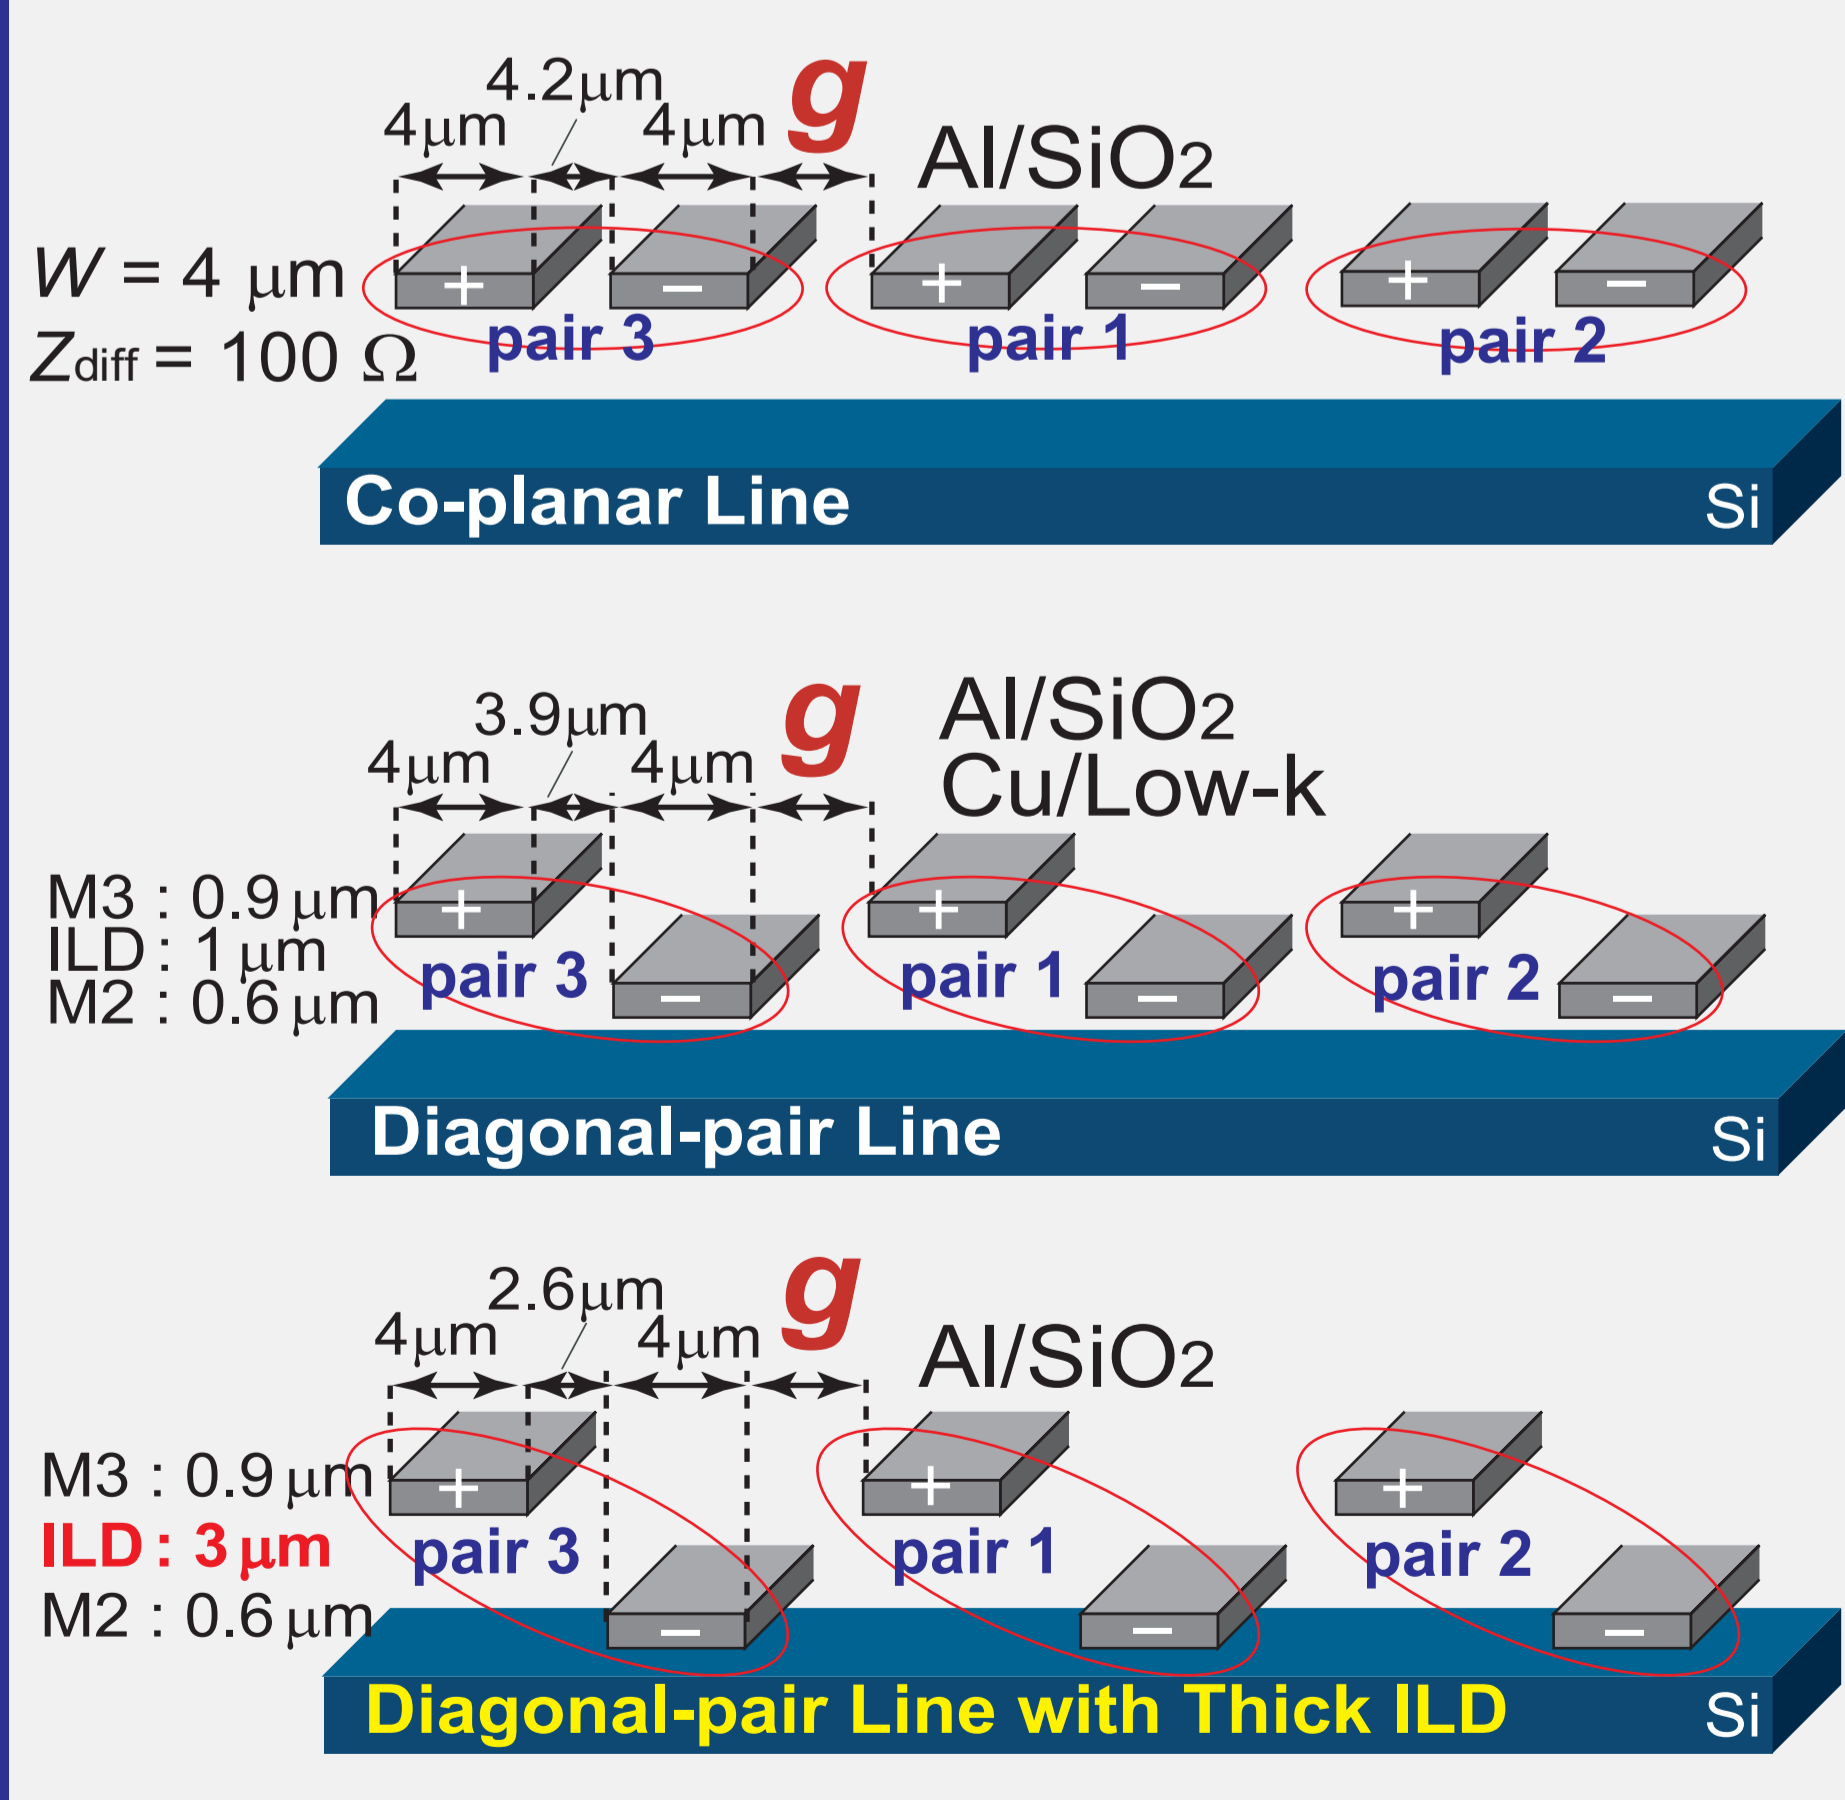 4.2μm
4μm 4μm g
Al/SiO2
W = 4 μm
Zdiff = 100 Ω
+ − + − + −
pair 3 pair 1 pair 2
Co-planar Line Si
3.9μm
4μm 4μm g
Al/SiO2
Cu/Low-k
M3 : 0.9 μm
ILD : 1 μm
M2 : 0.6 μm
+ + +
pair 3 pair 1 pair 2
− − −
Diagonal-pair Line Si
2.6μm
4μm 4μm g
Al/SiO2
M3 : 0.9 μm
ILD : 3 μm
M2 : 0.6 μm
+ + +
pair 3 pair 1 pair 2
− − −
Diagonal-pair Line with Thick ILD Si